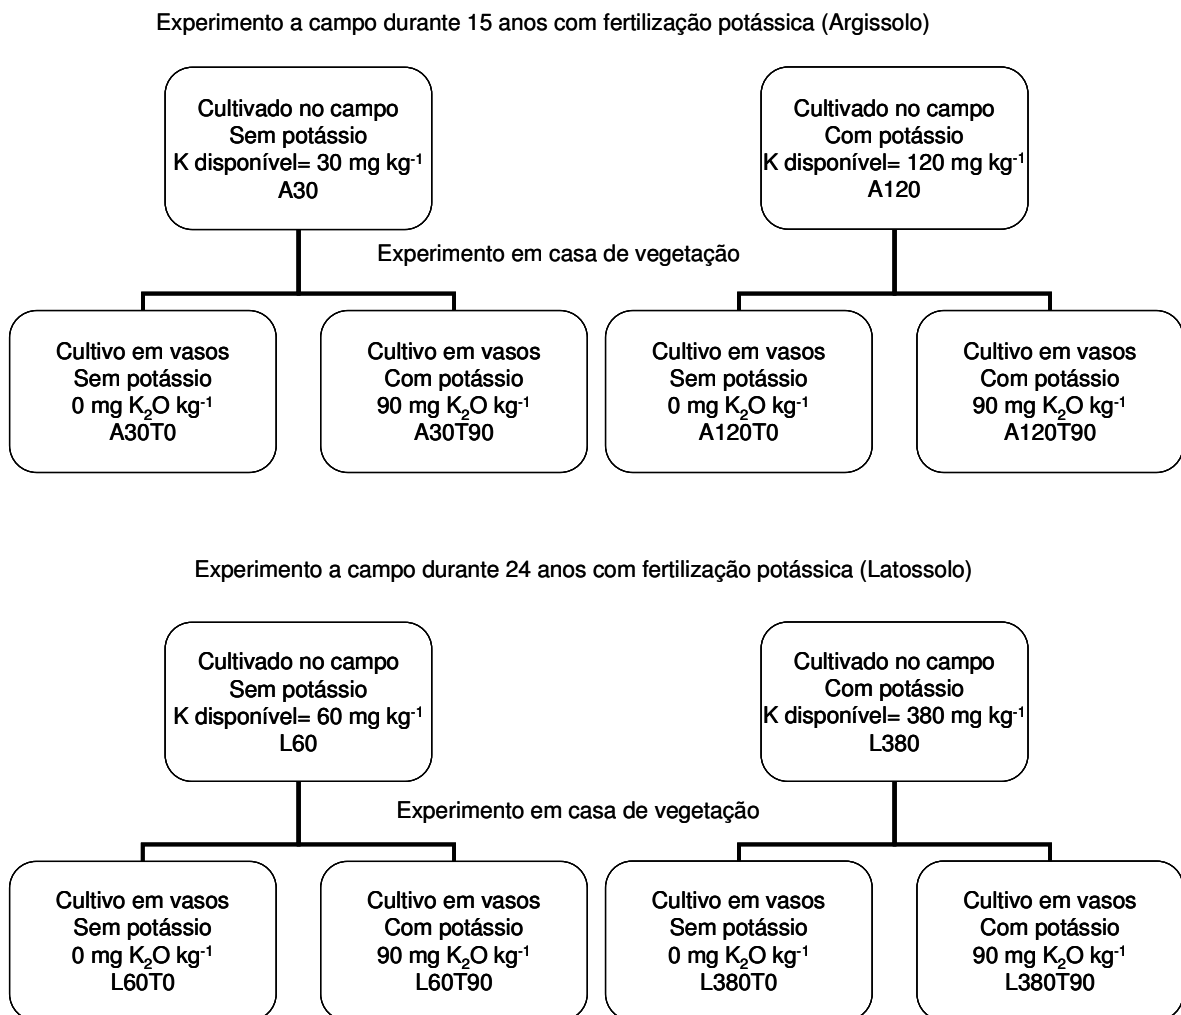 Experimento a campo durante 15 anos com fertilização potássica (Argissolo)
Cultivado no campo
Sem potássio
K disponível= 30 mg kg⁻¹
A30
Cultivado no campo
Com potássio
K disponível= 120 mg kg⁻¹
A120
Experimento em casa de vegetação
Cultivo em vasos
Sem potássio
0 mg K₂O kg⁻¹
A30T0
Cultivo em vasos
Com potássio
90 mg K₂O kg⁻¹
A30T90
Cultivo em vasos
Sem potássio
0 mg K₂O kg⁻¹
A120T0
Cultivo em vasos
Com potássio
90 mg K₂O kg⁻¹
A120T90
Experimento a campo durante 24 anos com fertilização potássica (Latossolo)
Cultivado no campo
Sem potássio
K disponível= 60 mg kg⁻¹
L60
Cultivado no campo
Com potássio
K disponível= 380 mg kg⁻¹
L380
Experimento em casa de vegetação
Cultivo em vasos
Sem potássio
0 mg K₂O kg⁻¹
L60T0
Cultivo em vasos
Com potássio
90 mg K₂O kg⁻¹
L60T90
Cultivo em vasos
Sem potássio
0 mg K₂O kg⁻¹
L380T0
Cultivo em vasos
Com potássio
90 mg K₂O kg⁻¹
L380T90